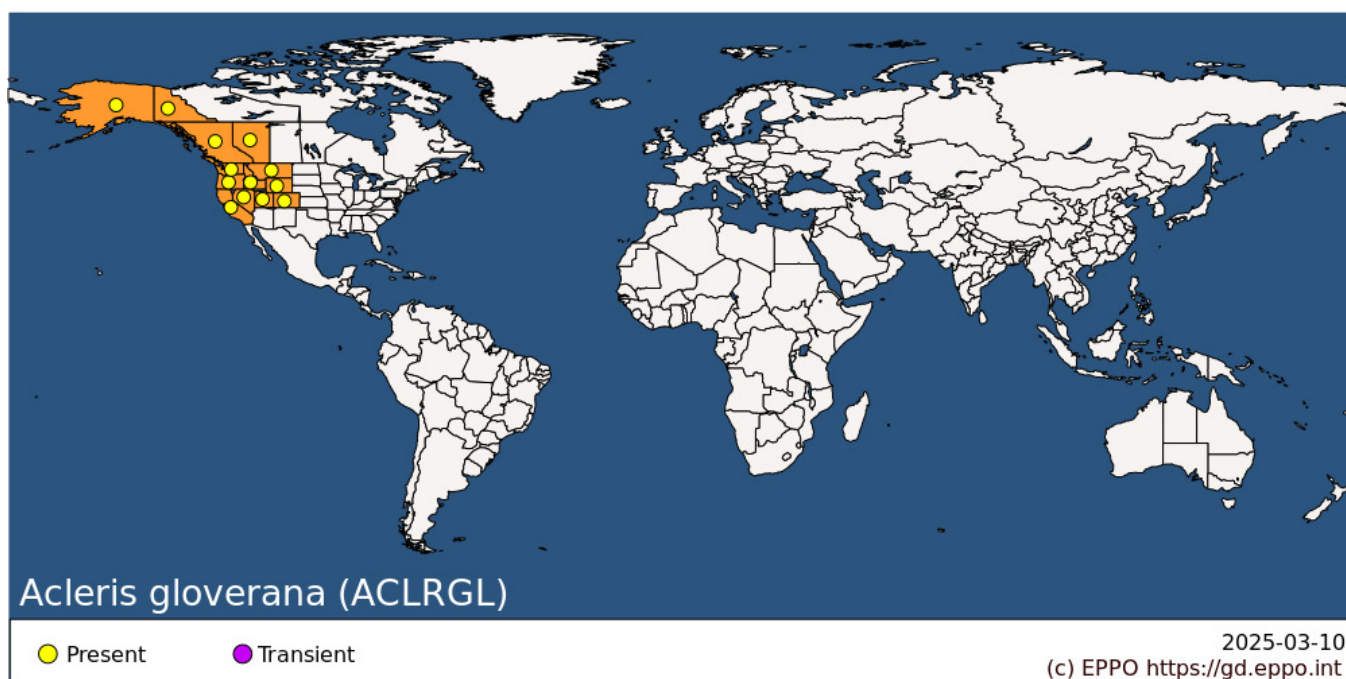 Acleris gloverana (ACLRGL)
Present
Transient
2025-03-10
(c) EPPO https://gd.eppo.int